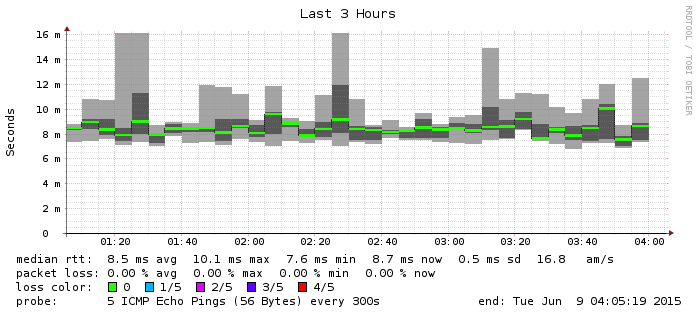 Last 3 Hours
RRDTOOL / TOBI OETIKER
Seconds
16 m
14 m
12 m
10 m
8 m
6 m
4 m
2 m
0
01:20 01:40 02:00 02:20 02:40 03:00 03:20 03:40 04:00
median rtt: 8.5 ms avg 10.1 ms max 7.6 ms min 8.7 ms now 0.5 ms sd 16.8 am/s
packet loss: 0.00 % avg 0.00 % max 0.00 % min 0.00 % now
loss color: 0 1/5 2/5 3/5 4/5
probe: 5 ICMP Echo Pings (56 Bytes) every 300s end: Tue Jun 9 04:05:19 2015